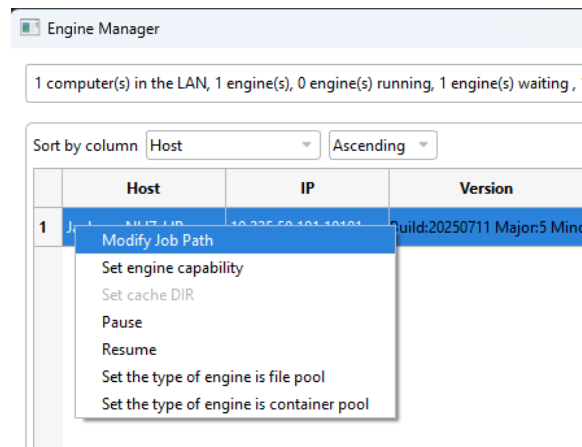 Engine Manager
1 computer(s) in the LAN, 1 engine(s), 0 engine(s) running, 1 engine(s) waiting ,
Sort by column Host Ascending
Host IP Version
1 Build:20250711 Major:5 Mino
Modify Job Path
Set engine capability
Set cache DIR
Pause
Resume
Set the type of engine is file pool
Set the type of engine is container pool